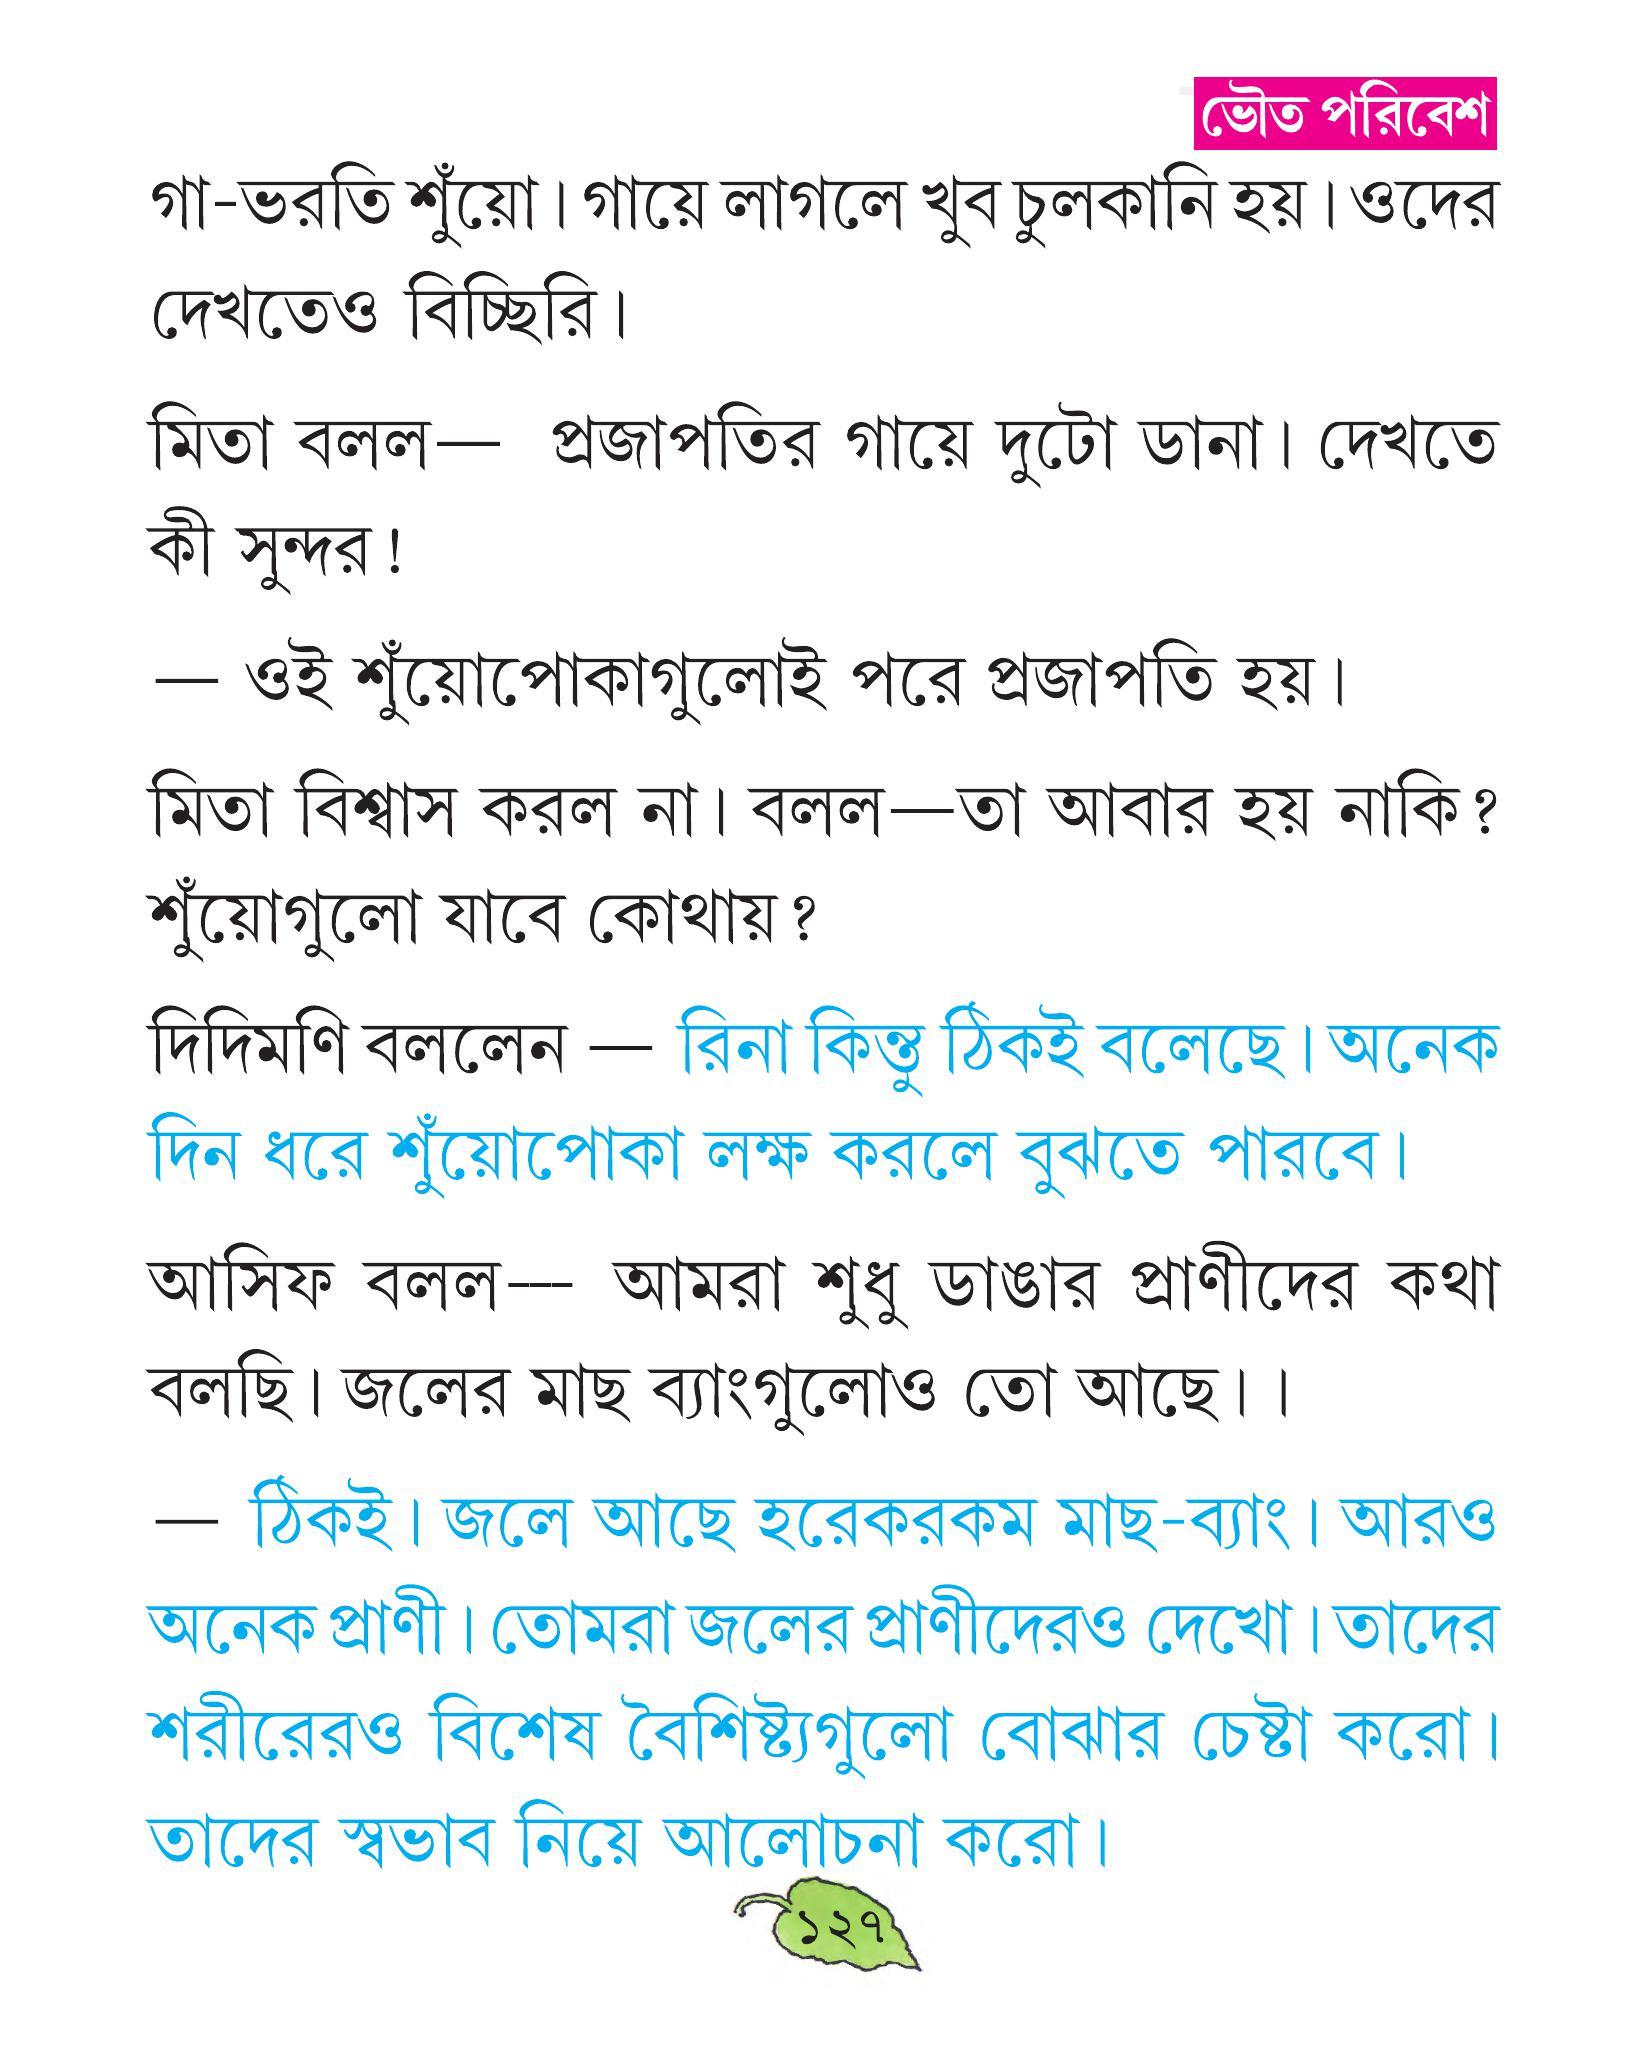 ভৌত পরিবেশ
গা-ভরতি শুঁয়ো। গায়ে লাগলে খুব চুলকানি হয়। ওদের
দেখতেও বিচ্ছিরি।
মিতা বলল— প্রজাপতির গায়ে দুটো ডানা। দেখতে
কী সুন্দর!
— ওই শুঁয়োপোকাগুলোই পরে প্রজাপতি হয়।
মিতা বিশ্বাস করল না। বলল—তা আবার হয় নাকি?
শুঁয়োগুলো যাবে কোথায়?
দিদিমণি বললেন — রিনা কিন্তু ঠিকই বলেছে। অনেক
দিন ধরে শুঁয়োপোকা লক্ষ করলে বুঝতে পারবে।
আসিফ বলল--- আমরা শুধু ডাঙার প্রাণীদের কথা
বলছি। জলের মাছ ব্যাংগুলোও তো আছে।।
— ঠিকই। জলে আছে হরেকরকম মাছ-ব্যাং। আরও
অনেক প্রাণী। তোমরা জলের প্রাণীদেরও দেখো। তাদের
শরীরেরও বিশেষ বৈশিষ্ট্যগুলো বোঝার চেষ্টা করো।
তাদের স্বভাব নিয়ে আলোচনা করো।
১২৭